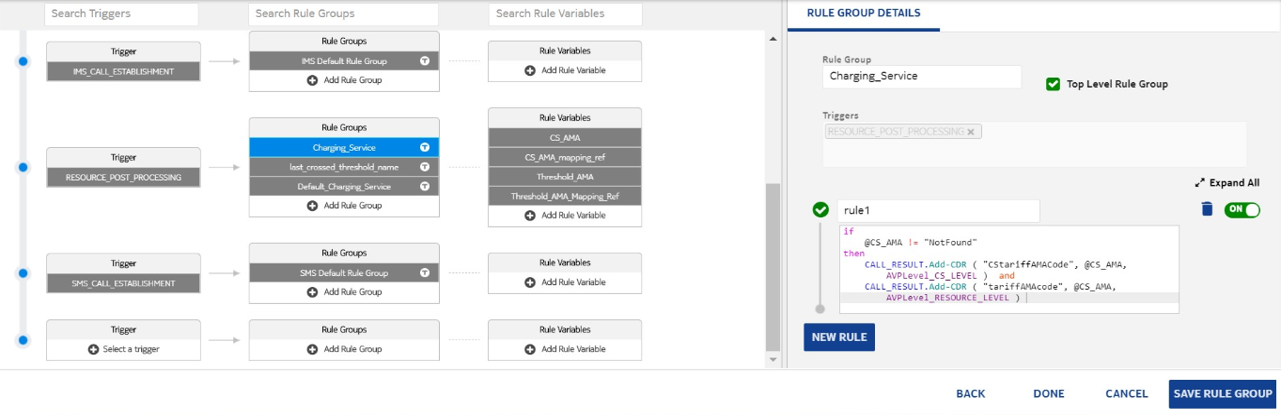 Search Triggers
Search Rule Groups
Search Rule Variables
Trigger
IMS_CALL_ESTABLISHMENT
Rule Groups
IMS Default Rule Group
T
Add Rule Group
Rule Variables
Add Rule Variable
Trigger
RESOURCE_POST_PROCESSING
Rule Groups
Charging_Service
T
last_crossed_threshold_name
T
Default_Charging_Service
T
Add Rule Group
Rule Variables
CS_AMA
CS_AMA_mapping_ref
Threshold_AMA
Threshold_AMA_Mapping_Ref
Add Rule Variable
Trigger
SMS_CALL_ESTABLISHMENT
Rule Groups
SMS Default Rule Group
T
Add Rule Group
Rule Variables
Add Rule Variable
Trigger
Select a trigger
Rule Groups
Add Rule Group
Rule Variables
Add Rule Variable
RULE GROUP DETAILS
Rule Group
Charging_Service
Top Level Rule Group
Triggers
RESOURCE_POST_PROCESSING
Expand All
rule1
ON
if
@CS_AMA != "NotFound"
then
CALL_RESULT.Add-CDR ( "CStariffAMACode", @CS_AMA,
AVPLevel_CS_LEVEL ) and
CALL_RESULT.Add-CDR ( "tariffAMAcode", @CS_AMA,
AVPLevel_RESOURCE_LEVEL )
NEW RULE
BACK
DONE
CANCEL
SAVE RULE GROUP